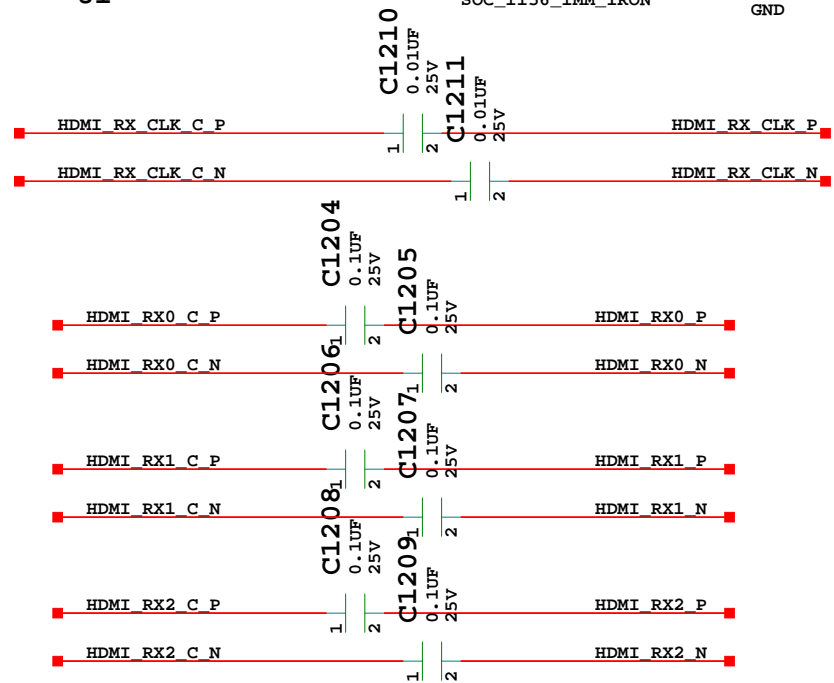 GND
C1210
0.01UF
25V
C1211
0.01UF
25V
HDMI_RX_CLK_C_P
1
2
HDMI_RX_CLK_P
HDMI_RX_CLK_C_N
1
2
HDMI_RX_CLK_N
C1204
0.1UF
25V
C1205
0.1UF
25V
HDMI_RX0_C_P
1
2
HDMI_RX0_P
HDMI_RX0_C_N
1
2
HDMI_RX0_N
C1206
0.1UF
25V
C1207
0.1UF
25V
HDMI_RX1_C_P
1
2
HDMI_RX1_P
HDMI_RX1_C_N
1
2
HDMI_RX1_N
C1208
0.1UF
25V
C1209
0.1UF
25V
HDMI_RX2_C_P
1
2
HDMI_RX2_P
HDMI_RX2_C_N
1
2
HDMI_RX2_N